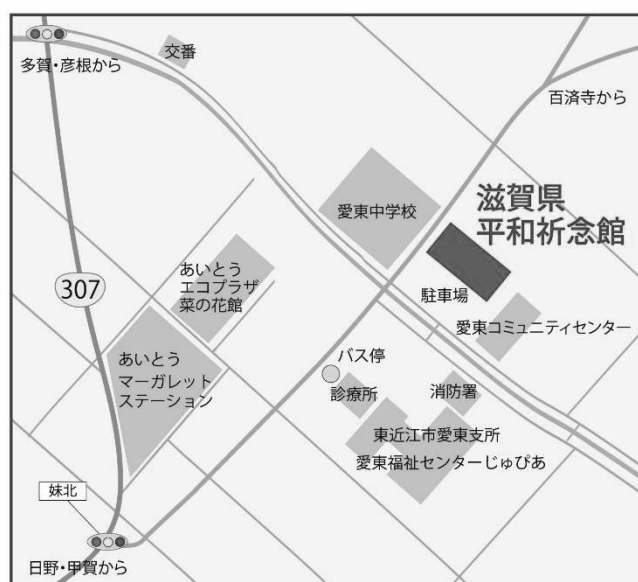 交番
多賀・彦根から
百済寺から
滋賀県
平和祈念館
愛東中学校
駐車場
あいとう
エコプラザ
菜の花館
307
愛東コミュニティセンター
バス停
あいとう
マーガレット
ステーション
診療所
消防署
東近江市愛東支所
愛東福祉センターじゅぴあ
妹北
日野・甲賀から